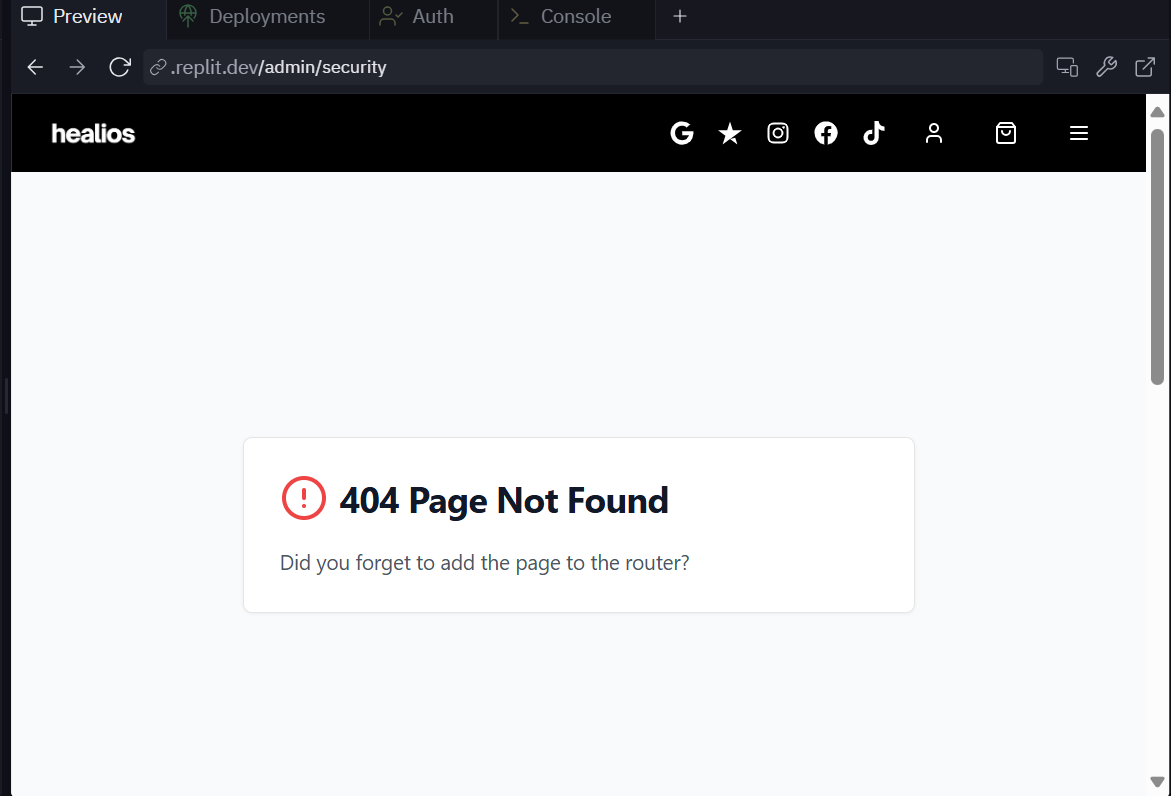 Preview
Deployments
Auth
Console
.replit.dev/admin/security
healios
404 Page Not Found
Did you forget to add the page to the router?